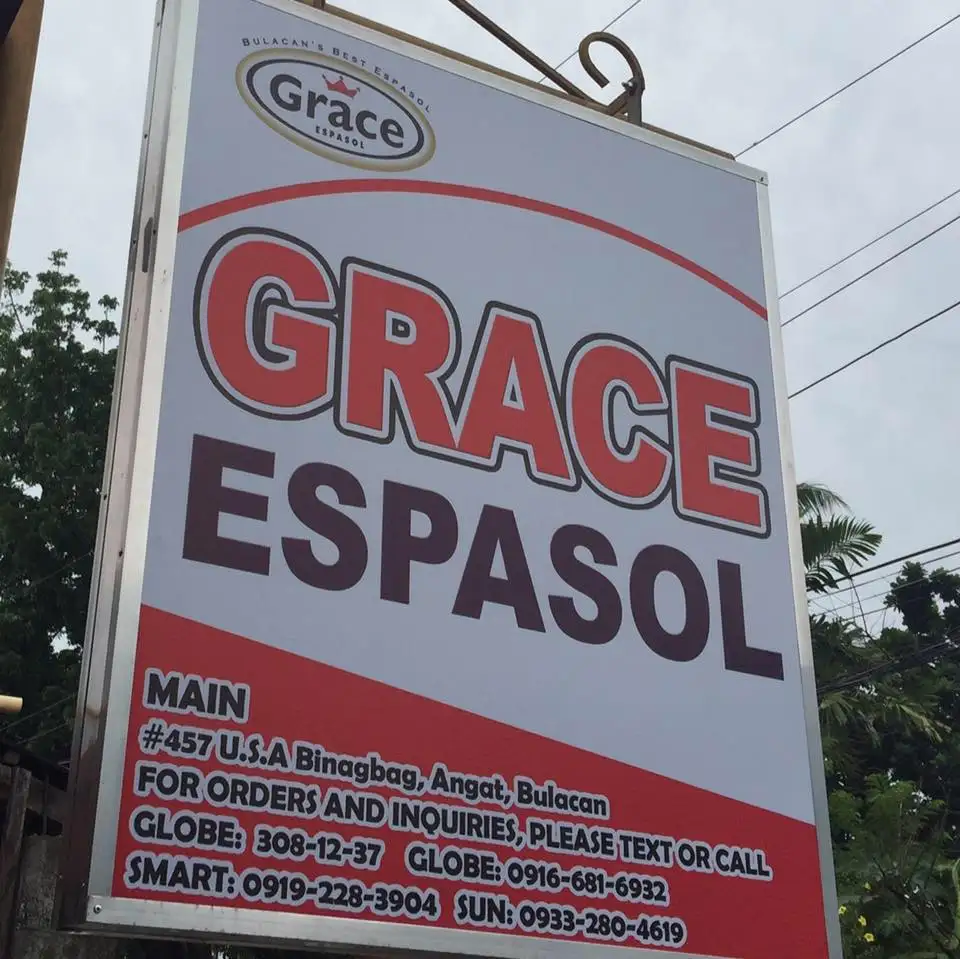 BULACAN'S BEST ESPASOL
Grace
ESPASOL
GRACE
ESPASOL
MAIN
#457 U.S.A Binagbag, Angat, Bulacan
FOR ORDERS AND INQUIRIES, PLEASE TEXT OR CALL
GLOBE: 308-12-37 GLOBE: 0916-681-6932
SMART: 0919-228-3904 SUN: 0933-280-4619